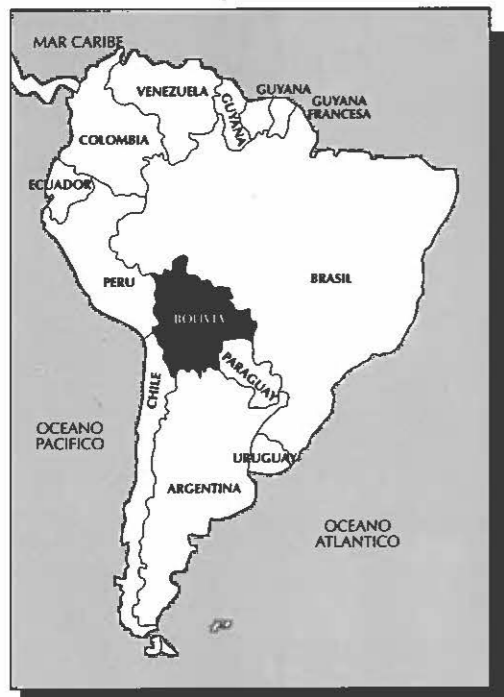 MAR CARIBE
VENEZUELA
GUYANA
GUYANA
GUYANA
FRANCESA
COLOMBIA
ECUADOR
PERU
BRASIL
BOLIVIA
PARAGUAY
CHILE
OCEANO
PACIFICO
URUGUAY
ARGENTINA
OCEANO
ATLANTICO